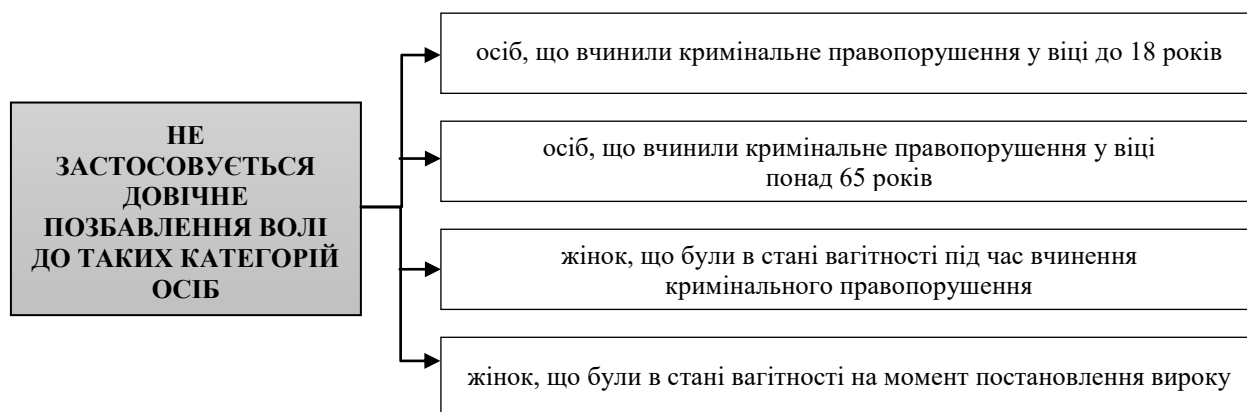 НЕ
ЗАСТОСОВУЄТЬСЯ
ДОВІЧНЕ
ПОЗБАВЛЕННЯ ВОЛІ
ДО ТАКИХ КАТЕГОРІЙ
ОСІБ
осіб, що вчинили кримінальне правопорушення у віці до 18 років
осіб, що вчинили кримінальне правопорушення у віці
понад 65 років
жінок, що були в стані вагітності під час вчинення
кримінального правопорушення
жінок, що були в стані вагітності на момент постановлення вироку